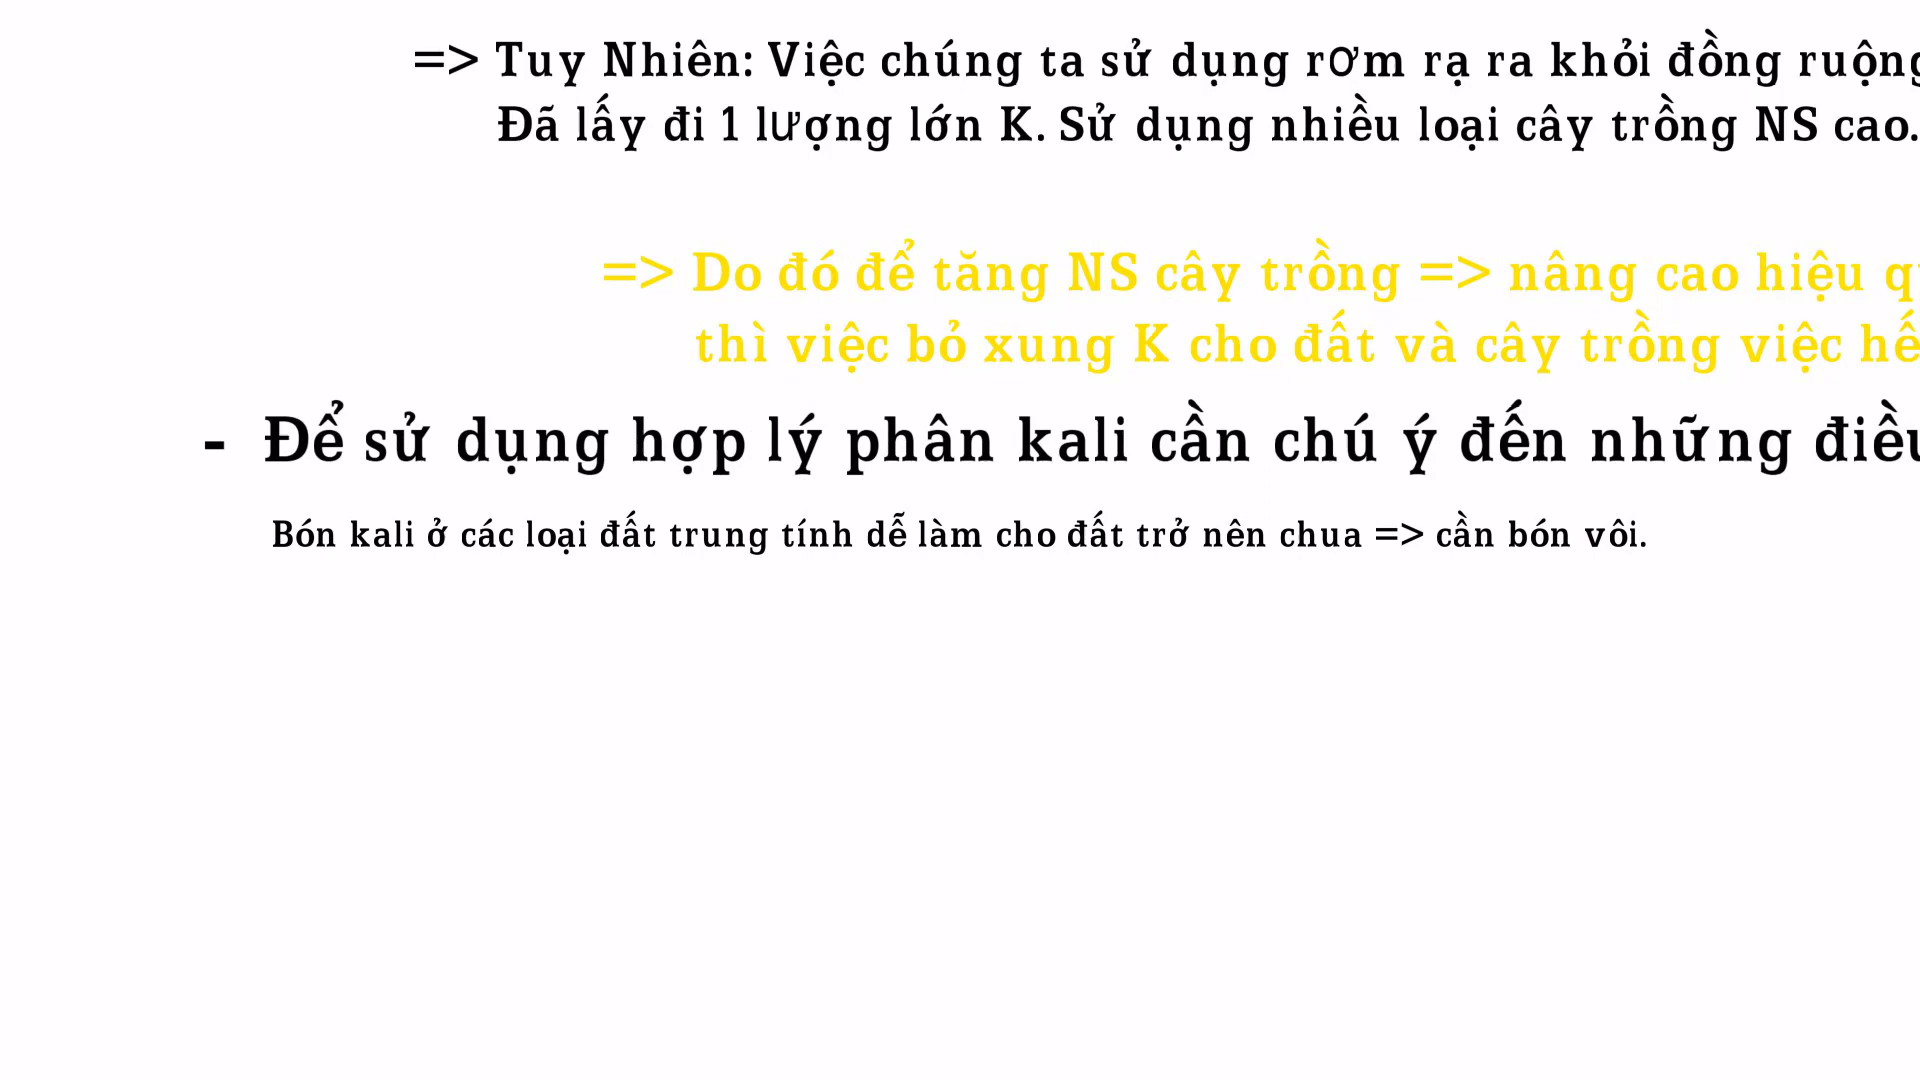 => Tuy Nhiên: Việc chúng ta sử dụng rơm rạ ra khỏi đồng ruộng
Đã lấy đi 1 lượng lớn K. Sử dụng nhiều loại cây trồng NS cao.
=> Do đó để tăng NS cây trồng => nâng cao hiệu
thì việc bỏ xung K cho đất và cây trồng việc
- Để sử dụng hợp lý phân kali cần chú ý đến những
Bón kali ở các loại đất trung tính dễ làm cho đất trở nên chua => cần bón vôi.